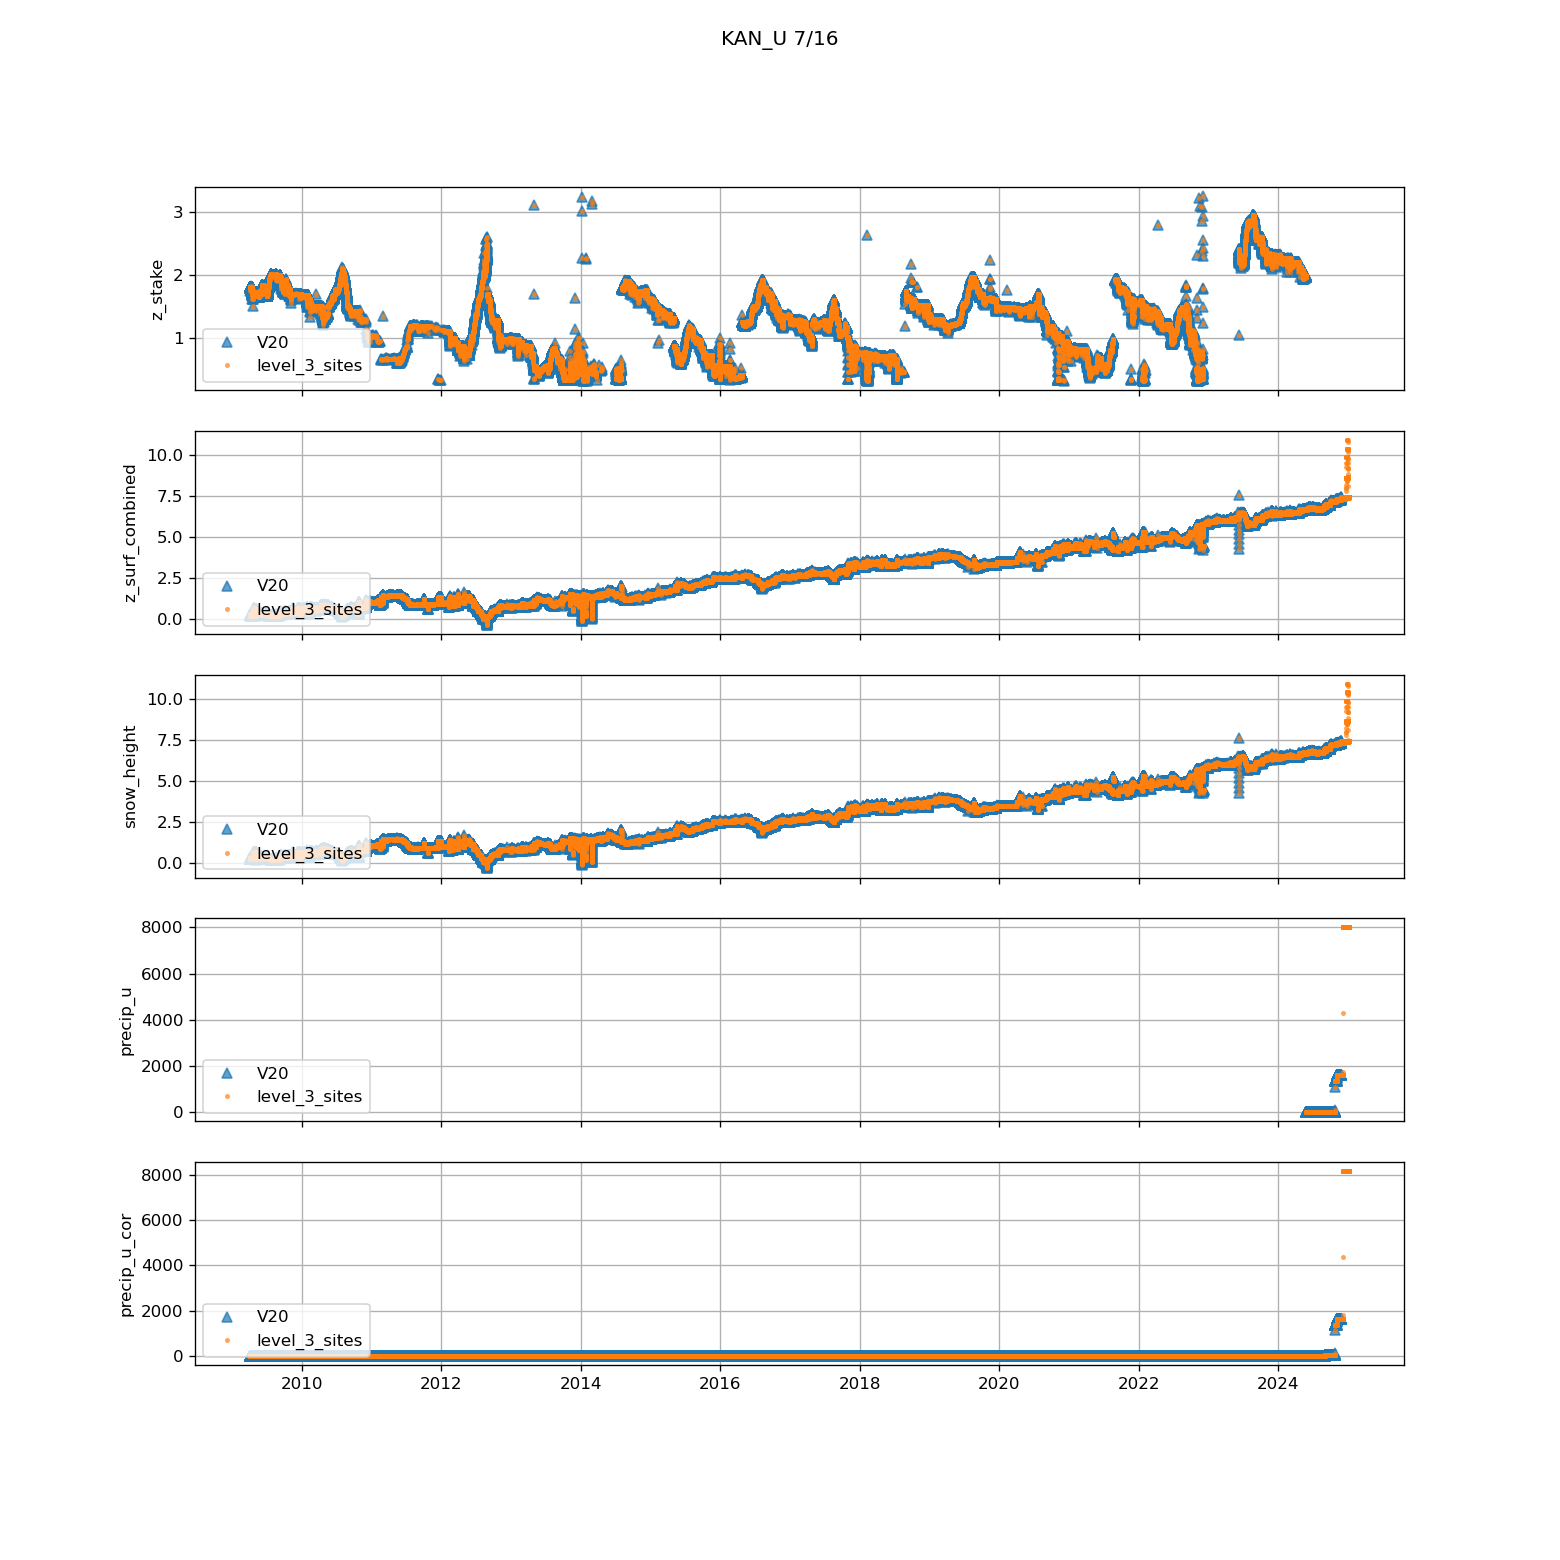 KAN_U 7/16
3
2
1
z_stake
V20
level_3_sites
10.0
7.5
5.0
2.5
0.0
z_surf_combined
V20
level_3_sites
10.0
7.5
5.0
2.5
0.0
snow_height
V20
level_3_sites
8000
6000
4000
2000
0
precip_u
V20
level_3_sites
8000
6000
4000
2000
0
precip_u_cor
V20
level_3_sites
2010 2012 2014 2016 2018 2020 2022 2024